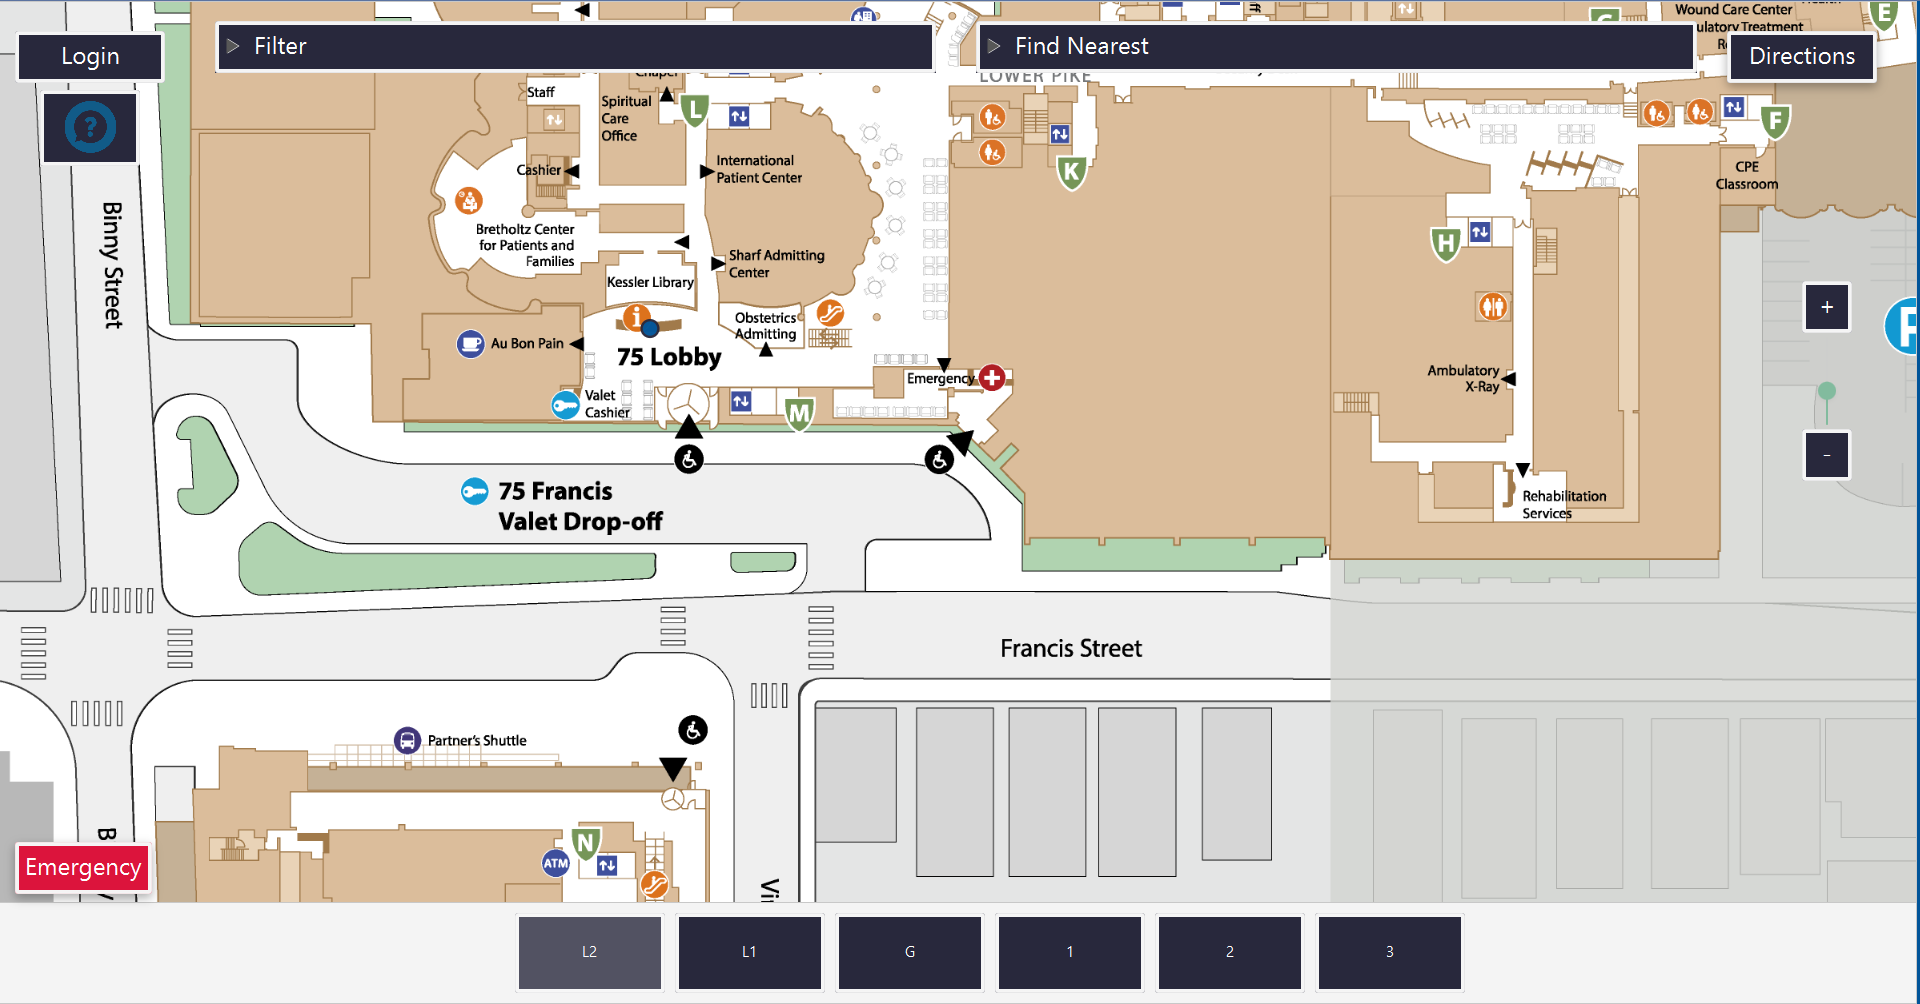 Wound Care Center
Login
Filter
Find Nearest
Directions
Staff
LOWER PIKE
Spiritual
Care
Office
L
K
F
International
Patient Center
Cashier
CPE
Classroom
Binny Street
Bretholtz Center
for Patients and
Families
H
Sharf Admitting
Center
Kessler Library
Obstetrics
Admitting
Au Bon Pain
75 Lobby
Emergency
Ambulatory
X-Ray
Valet
Cashier
M
75 Francis
Valet Drop-off
Rehabilitation
Services
Francis Street
Partner's Shuttle
N
ATM
Emergency
E
P
+
-
?
i
L2
L1
G
1
2
3